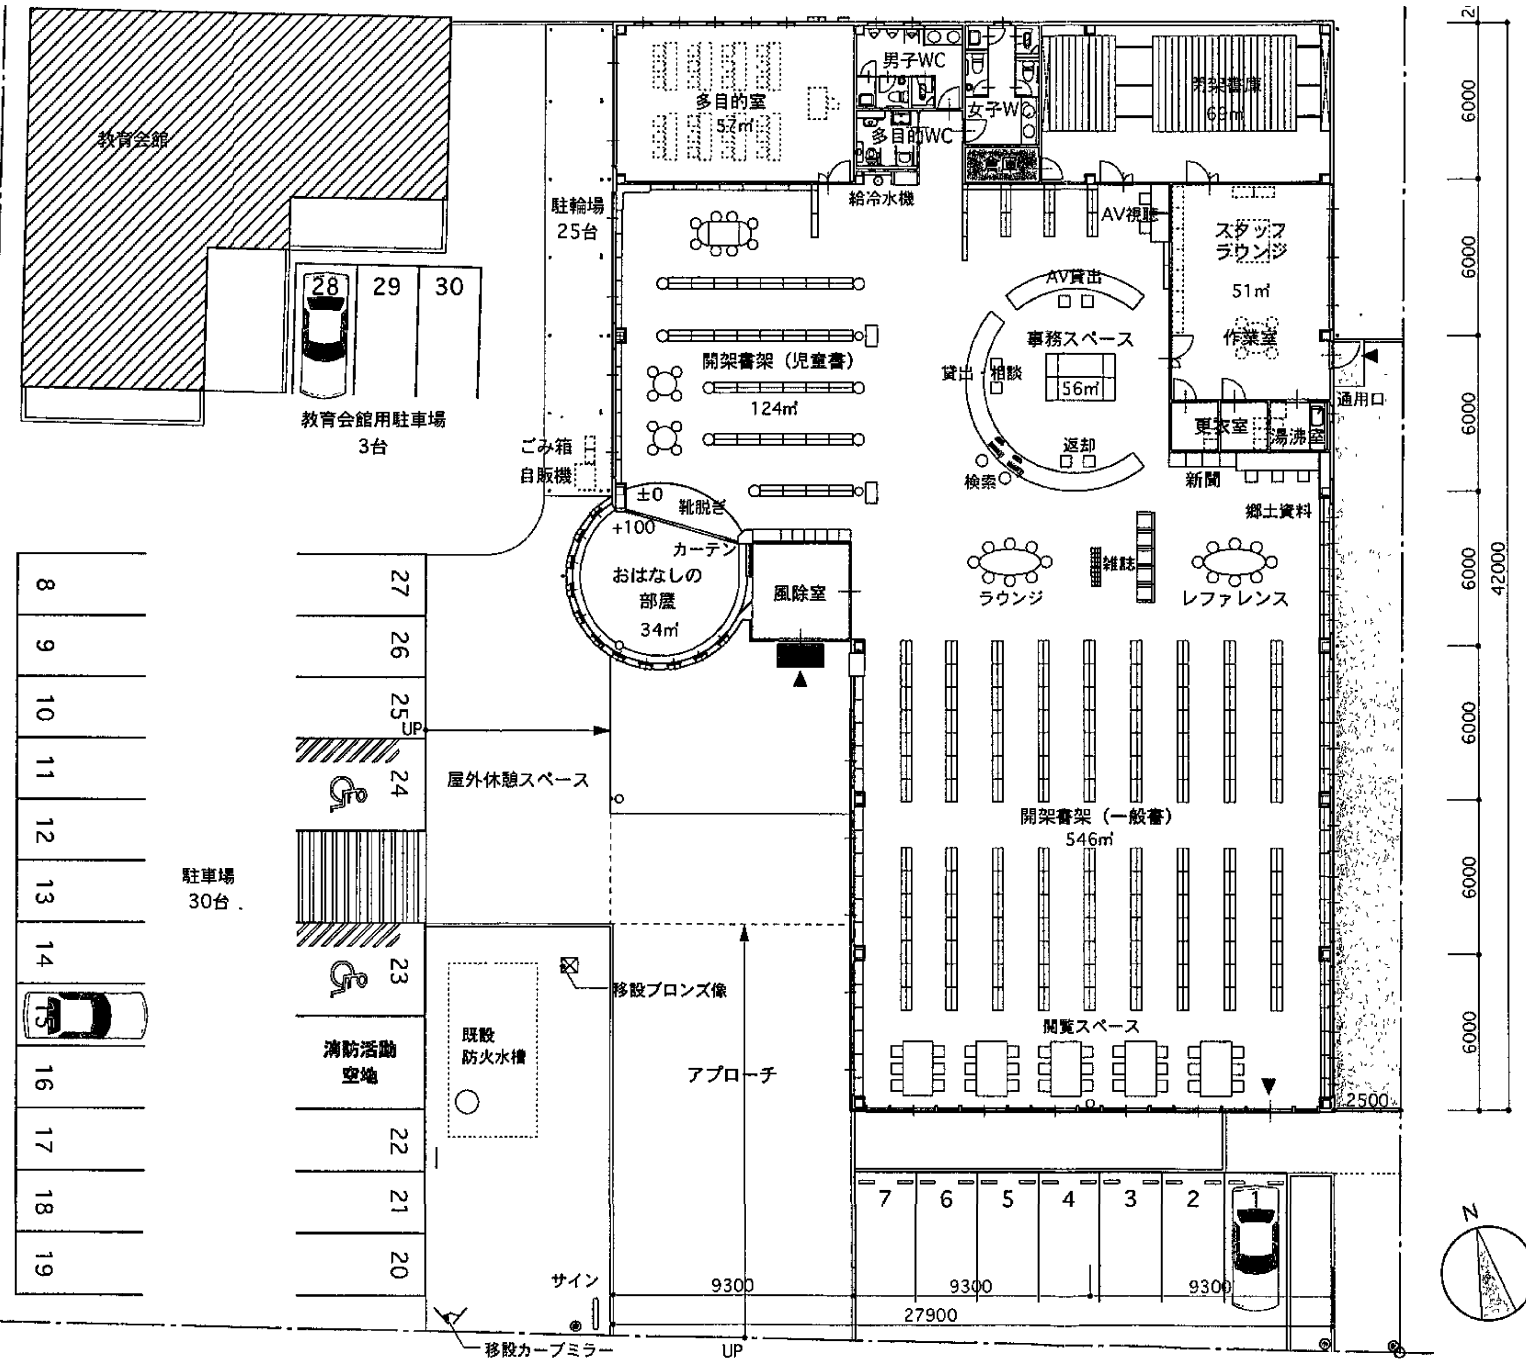 教育会館
28
29
30
教育会館用駐車場
3台
駐輪場
25台
ごみ箱
自販機
多目的室
57㎡
男子WC
女子W
多目的WC
給冷水機
閉架書庫
69㎡
倉庫
AV視聴
スタッフ
ラウンジ
51㎡
作業室
AV貸出
事務スペース
56㎡
貸出・相談
返却
検索
更衣室
湯沸室
通用口
新聞
郷土資料
開架書架（児童書）
124㎡
±0
+100
靴脱ぎ
カーテン
おはなしの
部屋
34㎡
風除室
ラウンジ
雑誌
レファレンス
開架書架（一般書）
546㎡
閲覧スペース
UP
屋外休憩スペース
8
9
10
11
12
13
14
15
16
17
18
19
27
26
25
24
23
22
21
20
駐車場
30台
消防活動
空地
既設
防火水槽
移設ブロンズ像
アプローチ
サイン
移設カーブミラー
UP
7
6
5
4
3
2
1
9300
9300
9300
27900
2500
6000
6000
6000
6000
6000
6000
6000
42000
N